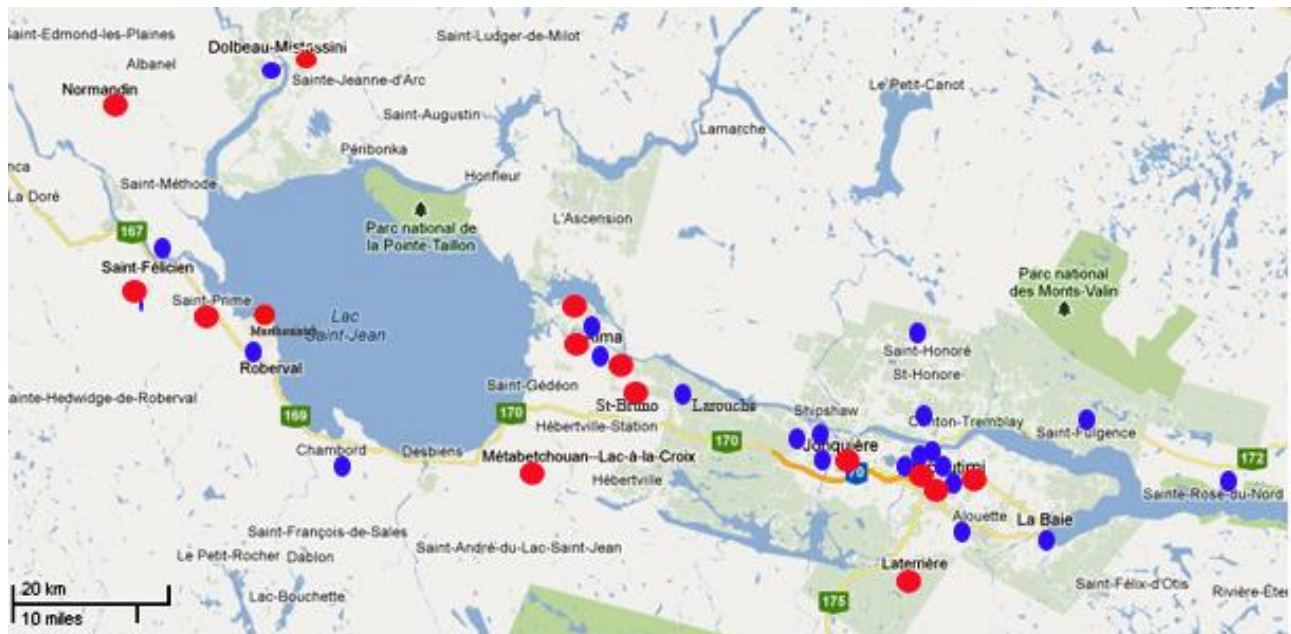 Saint-Edmond-les-Plaines
Saint-Ludger-de-Milot
Dolbeau-Mistassini
Albanel
Sainte-Jeanne-d'Arc
Normandin
Le Petit-Canot
Saint-Augustin
Lamarche
Péribonka
Honfleur
La Doré
Saint-Méthode
L'Ascension
Parc national de
la Pointe-Taillon
167
Saint-Félicien
Parc national
des Monts-Valin
Saint-Prime
Lac
Saint-Jean
Saint-Honoré
Roberval
St-Honore
Saint-Gédéon
Sainte-Hedwidge-de-Roberval
St-Bruno
Larouche
169
170
Shipshaw
Canton-Tremblay
Hébertville-Station
Saint-Fulgence
170
Jonquière
Chambord
Desbiens
Métabetchouan--Lac-à-la-Croix
70
172
Hébertville
Sainte-Rose-du-Nord
Alouette
La Baie
Saint-François-de-Sales
Saint-André-du-Lac-Saint-Jean
Le Petit-Rocher
Dablon
Laterrière
20 km
Lac-Bouchette
Saint-Félix-d'Otis
175
10 miles